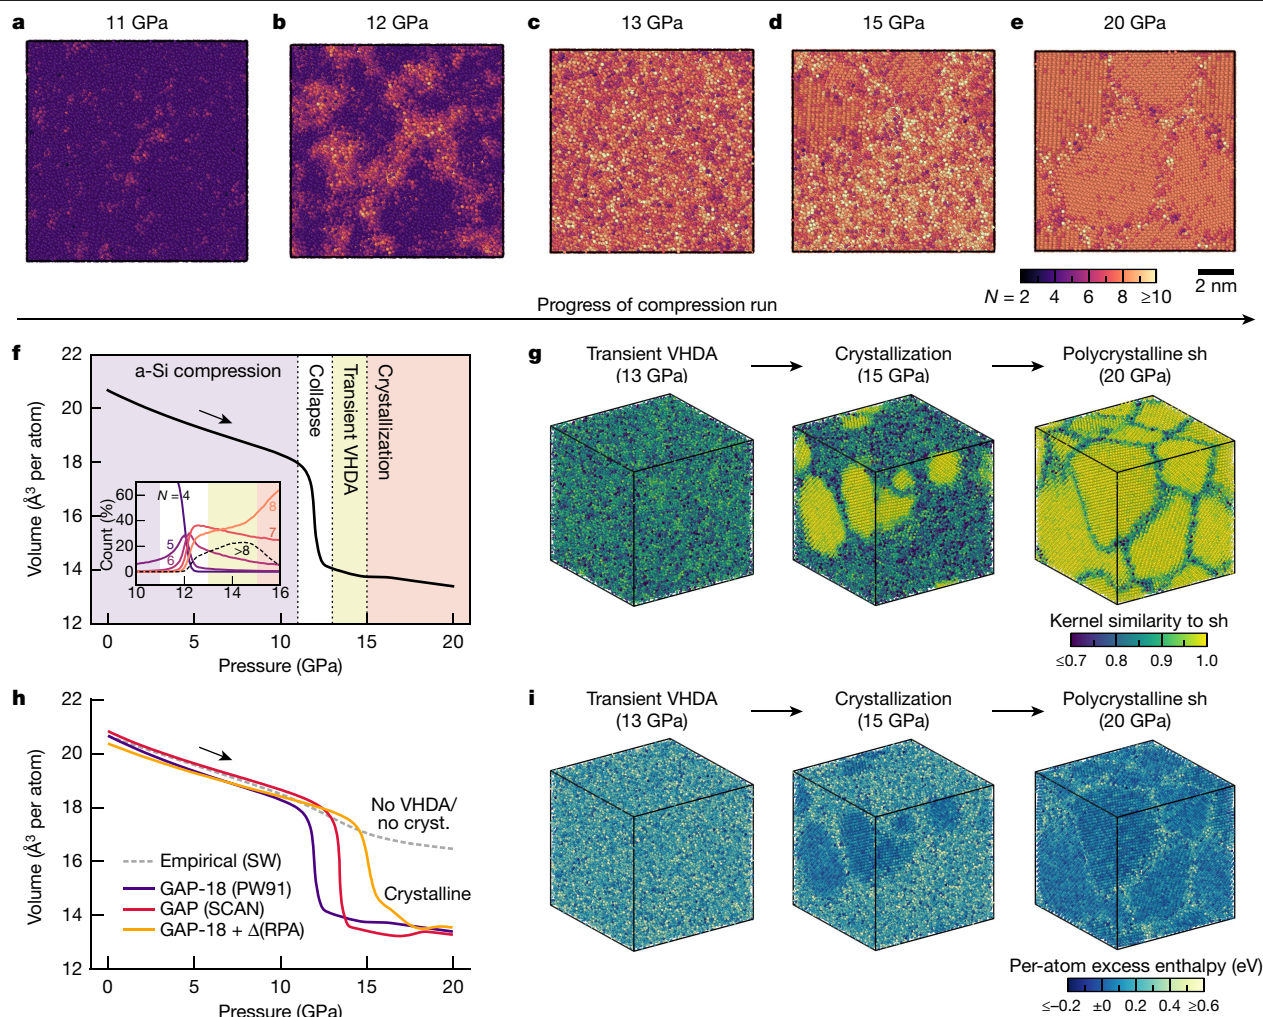 a 11 GPa b 12 GPa c 13 GPa d 15 GPa e 20 GPa
N = 2 4 6 8 ≥10 2 nm
Progress of compression run
f
22
20
18
16
14
12
Volume (Å³ per atom)
a-Si compression
Collapse
Transient VHDA
Crystallization
60
40
20
0
Count (%)
N = 4
5
6
7
8
>8
10 12 14 16
0 5 10 15 20
Pressure (GPa)
g Transient VHDA Crystallization Polycrystalline sh
(13 GPa) (15 GPa) (20 GPa)
Kernel similarity to sh
≤0.7 0.8 0.9 1.0
h
22
20
18
16
14
12
Volume (Å³ per atom)
No VHDA/
no cryst.
Empirical (SW)
GAP-18 (PW91)
GAP (SCAN)
GAP-18 + Δ(RPA)
Crystalline
0 5 10 15 20
Pressure (GPa)
i Transient VHDA Crystallization Polycrystalline sh
(13 GPa) (15 GPa) (20 GPa)
Per-atom excess enthalpy (eV)
≤−0.2 ±0 0.2 0.4 ≥0.6